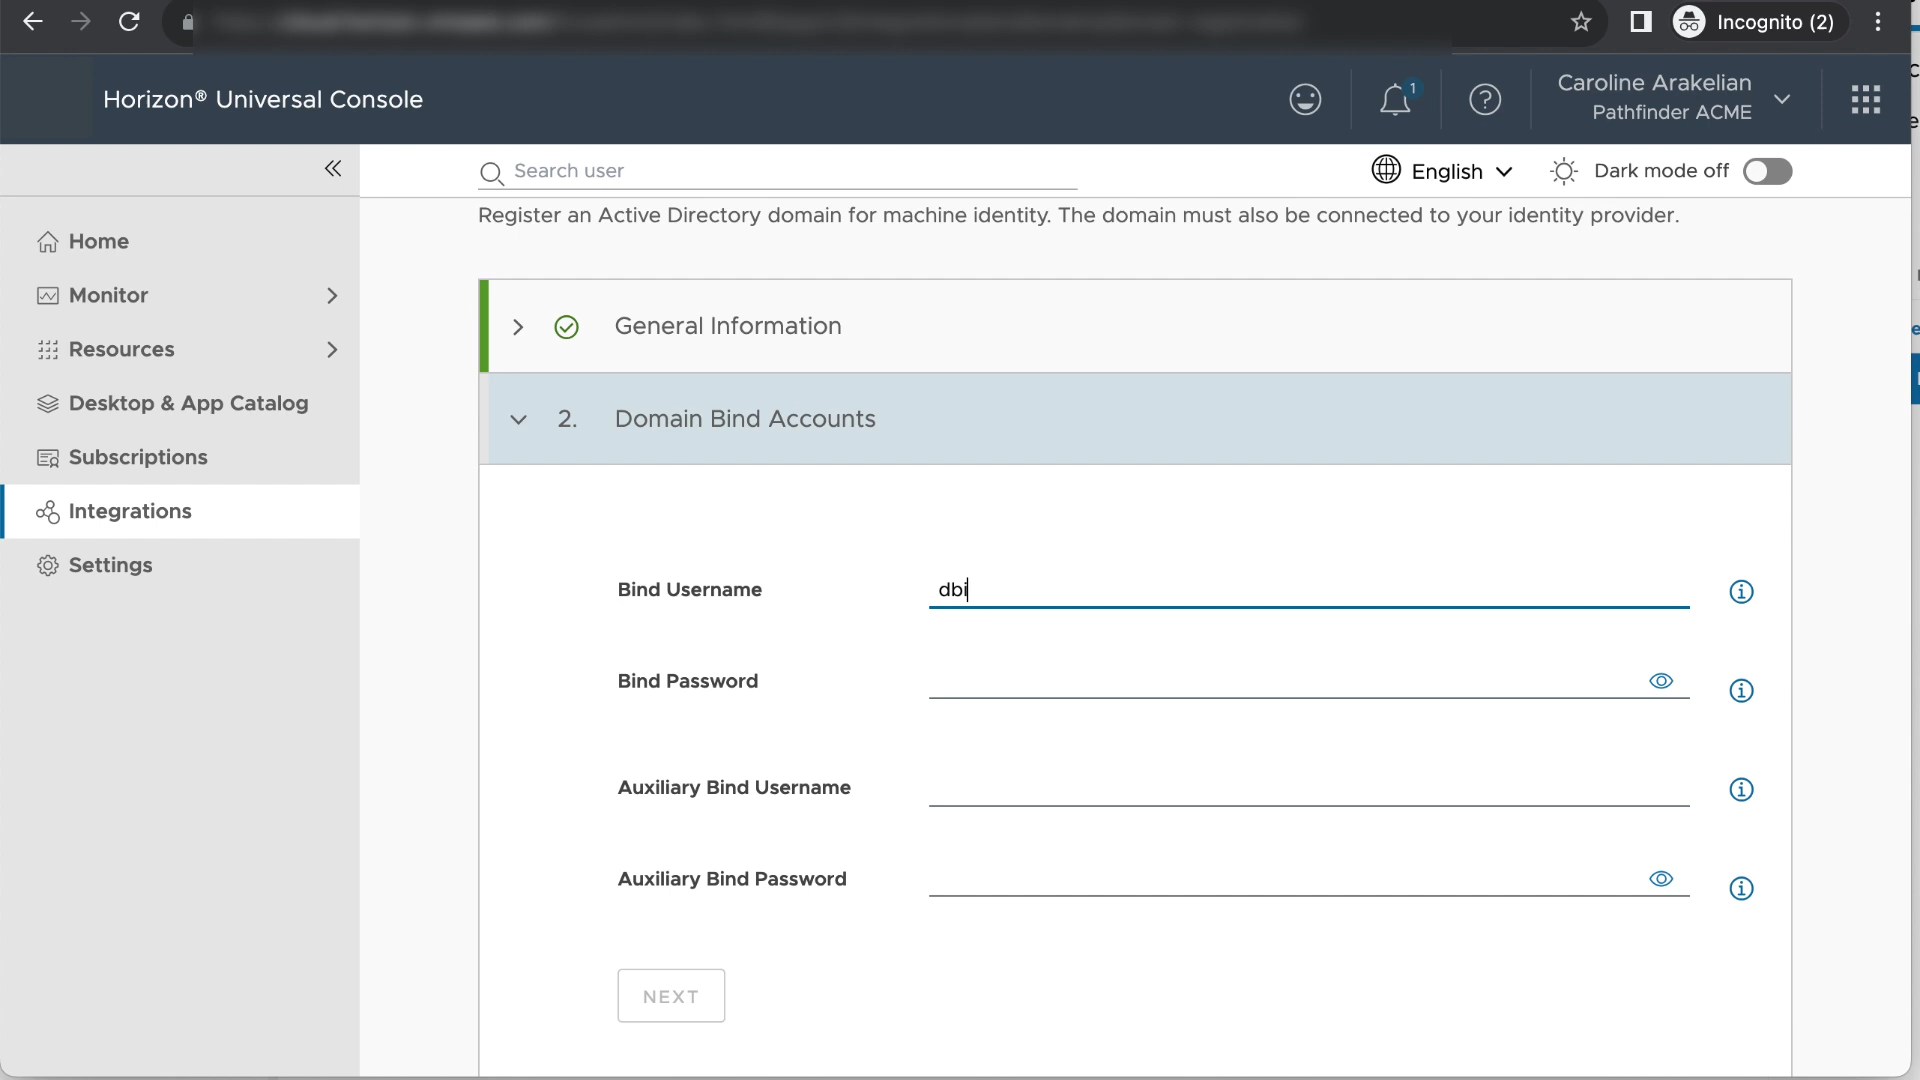 Incognito (2)
Horizon® Universal Console
1
Caroline Arakelian
Pathfinder ACME
Search user
English
Dark mode off
Register an Active Directory domain for machine identity. The domain must also be connected to your identity provider.
Home
Monitor
Resources
Desktop & App Catalog
Subscriptions
Integrations
Settings
General Information
2. Domain Bind Accounts
Bind Username
dbi
Bind Password
Auxiliary Bind Username
Auxiliary Bind Password
NEXT